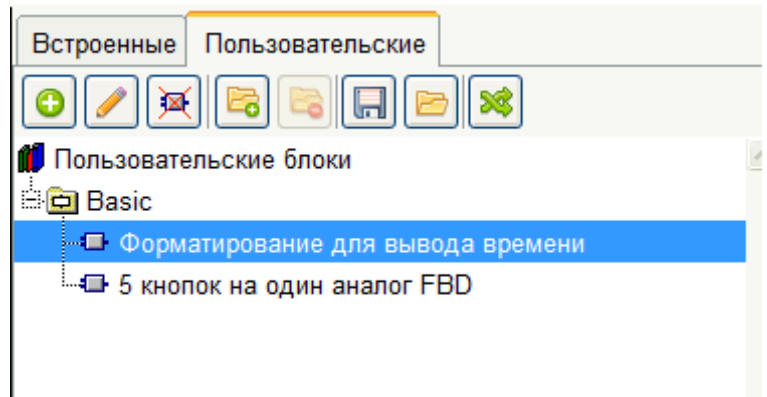 Встроенные Пользовательские
Пользовательские блоки
Basic
Форматирование для вывода времени
5 кнопок на один аналог FBD